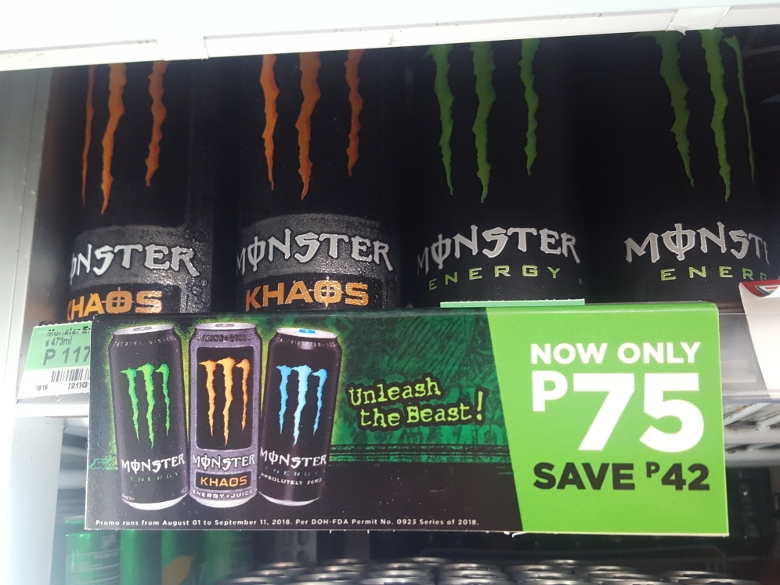 MONSTER
KHAOS
MONSTER
KHAOS
MONSTER
ENERGY
MONST
ENERG
473ml
P 117
MONSTER
ENERGY
MONSTER
KHAOS
ENERGY+JUICE
MONSTER
ENERGY
ABSOLUTELY ZERO
Unleash
the Beast!
NOW ONLY
P75
SAVE P42
Promo runs from August 01 to September 11, 2018. Per DOH-FDA Permit No. 0923 Series of 2018.